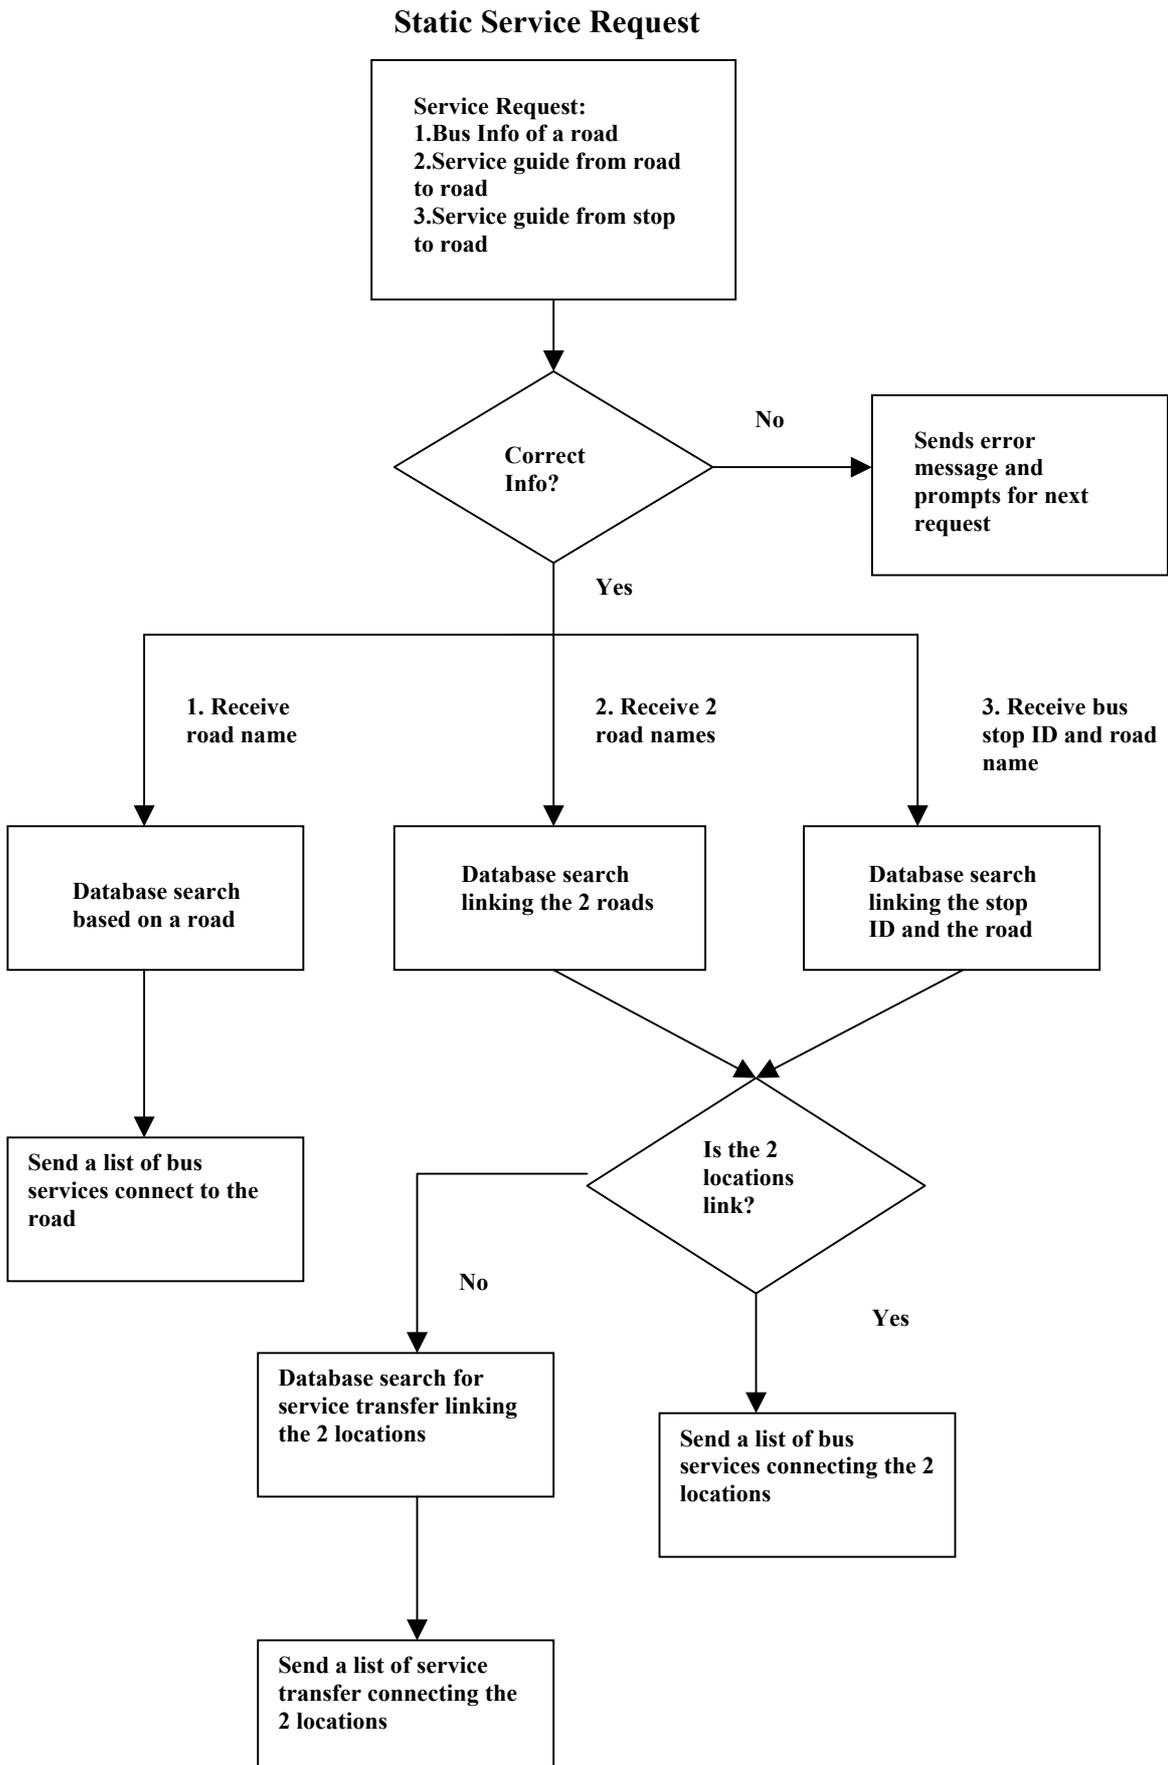 Static Service Request
Service Request:
1.Bus Info of a road
2.Service guide from road
to road
3.Service guide from stop
to road
No
Correct
Info?
Sends error
message and
prompts for next
request
Yes
1. Receive
road name
2. Receive 2
road names
3. Receive bus
stop ID and road
name
Database search
based on a road
Database search
linking the 2 roads
Database search
linking the stop
ID and the road
Send a list of bus
services connect to the
road
Is the 2
locations
link?
No
Yes
Database search for
service transfer linking
the 2 locations
Send a list of bus
services connecting the 2
locations
Send a list of service
transfer connecting the
2 locations